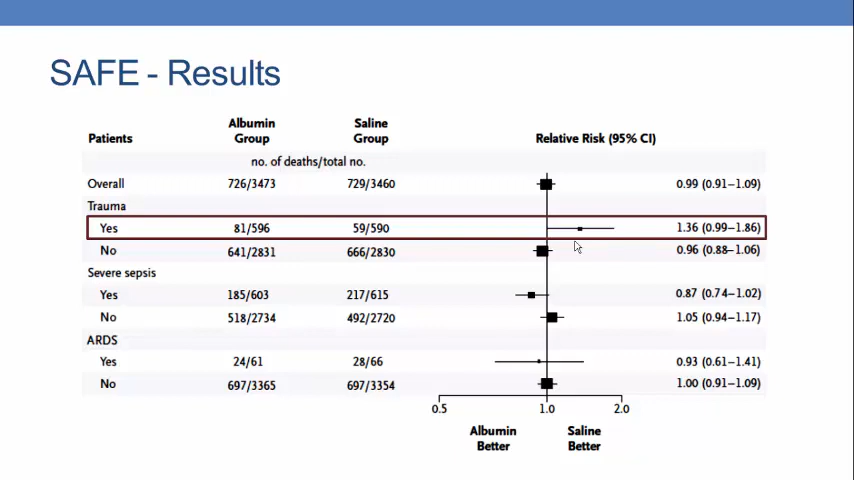 SAFE - Results
Patients Albumin Group Saline Group Relative Risk (95% CI)
no. of deaths/total no.
Overall 726/3473 729/3460 0.99 (0.91–1.09)
Trauma
Yes 81/596 59/590 1.36 (0.99–1.86)
No 641/2831 666/2830 0.96 (0.88–1.06)
Severe sepsis
Yes 185/603 217/615 0.87 (0.74–1.02)
No 518/2734 492/2720 1.05 (0.94–1.17)
ARDS
Yes 24/61 28/66 0.93 (0.61–1.41)
No 697/3365 697/3354 1.00 (0.91–1.09)
0.5 1.0 2.0
Albumin Better Saline Better